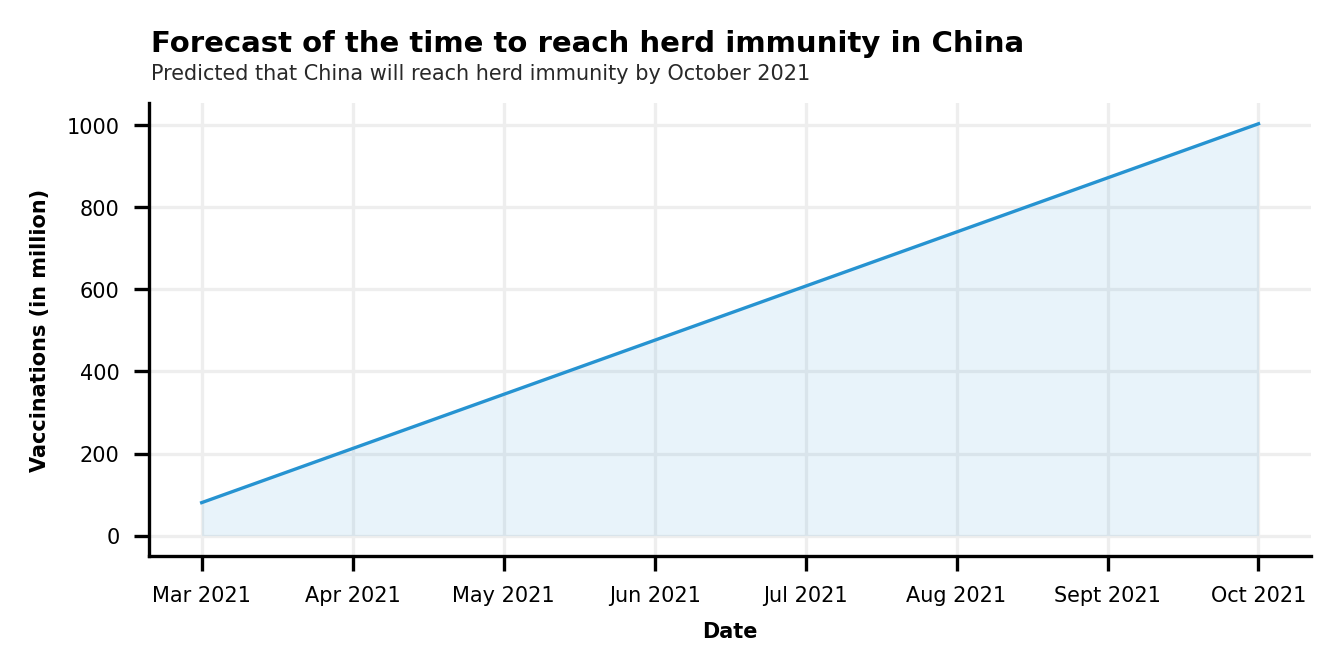 Forecast of the time to reach herd immunity in China
Predicted that China will reach herd immunity by October 2021
1000
800
600
400
200
0
Vaccinations (in million)
Mar 2021 Apr 2021 May 2021 Jun 2021 Jul 2021 Aug 2021 Sept 2021 Oct 2021
Date